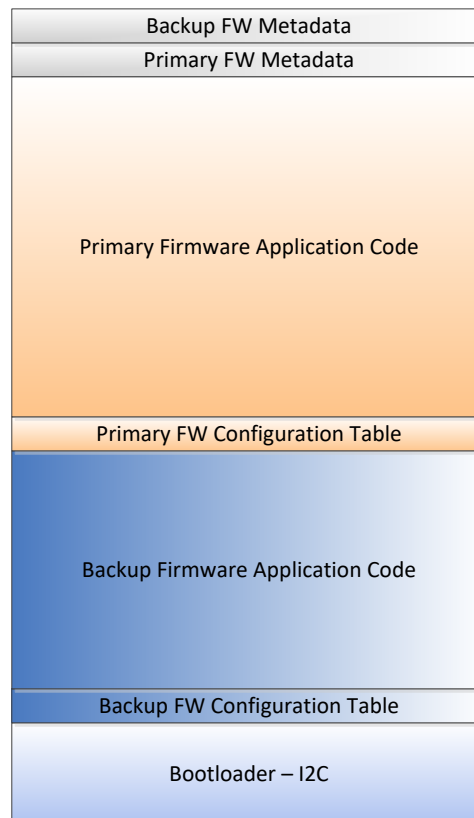 Backup FW Metadata
Primary FW Metadata
Primary Firmware Application Code
Primary FW Configuration Table
Backup Firmware Application Code
Backup FW Configuration Table
Bootloader – I2C